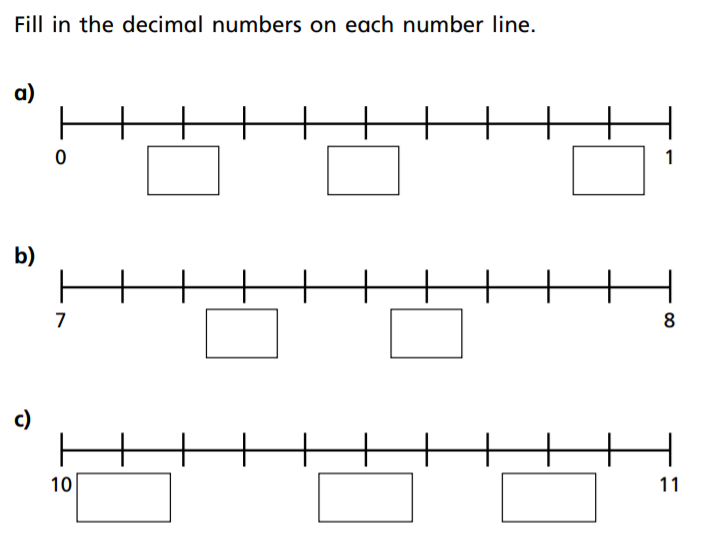 Fill in the decimal numbers on each number line.
a)
0 1
b)
7 8
c)
10 11